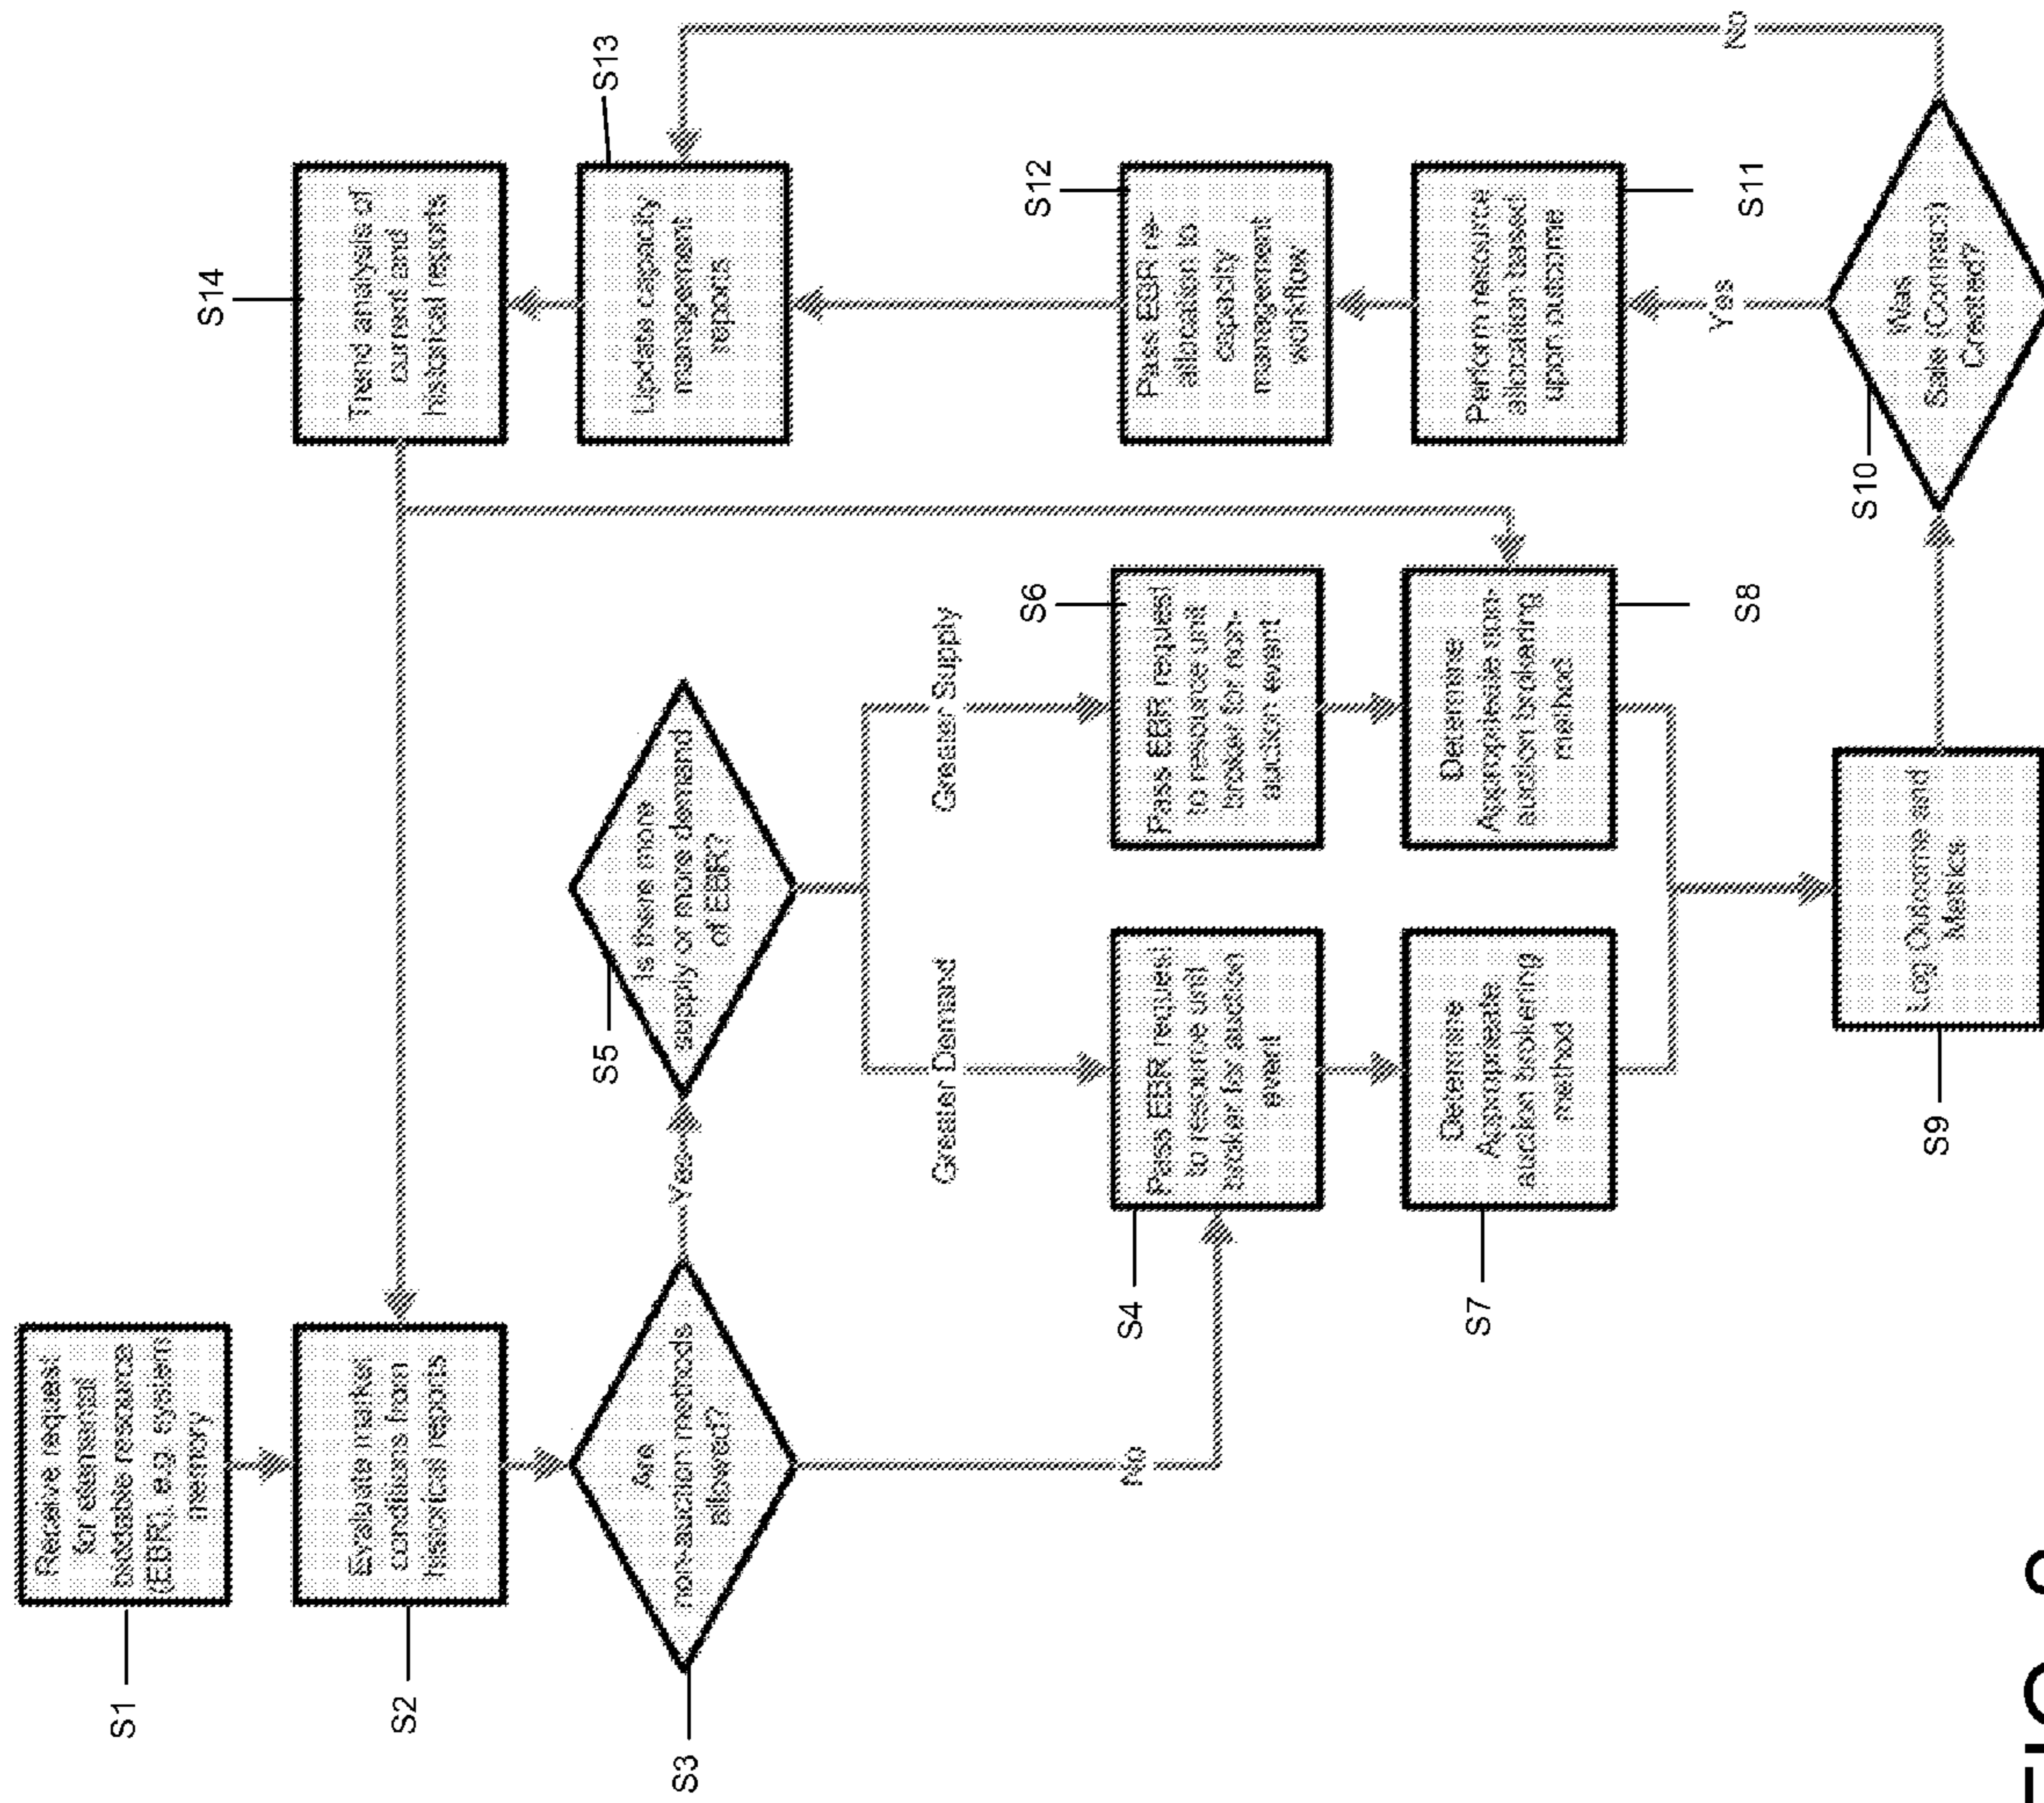 S1
Receive request
for elemental
biddable resource
(EBR), e.g. system
memory
S2
Evaluate market
conditions from
historical reports
S3
Are
non-auction methods
allowed?
Yes
No
S5
Is there more
supply or more demand
of EBR?
Greater Demand
Greater Supply
S4
Pass EBR request
to resource unit
broker for auction
event
S6
Pass EBR request
to resource unit
broker for non-
auction event
S7
Determine
Appropriate
auction brokering
method
S8
Determine
Appropriate non-
auction brokering
method
S9
Log Outcome and
Metrics
S10
Was
Sale (Contract)
Created?
Yes
no
S11
Perform resource
allocation based
upon outcome
S12
Pass EBR re-
allocation to
capacity
management
workflow
S13
Update capacity
management
reports
S14
Trend analysis of
current and
historical reports
FIG.